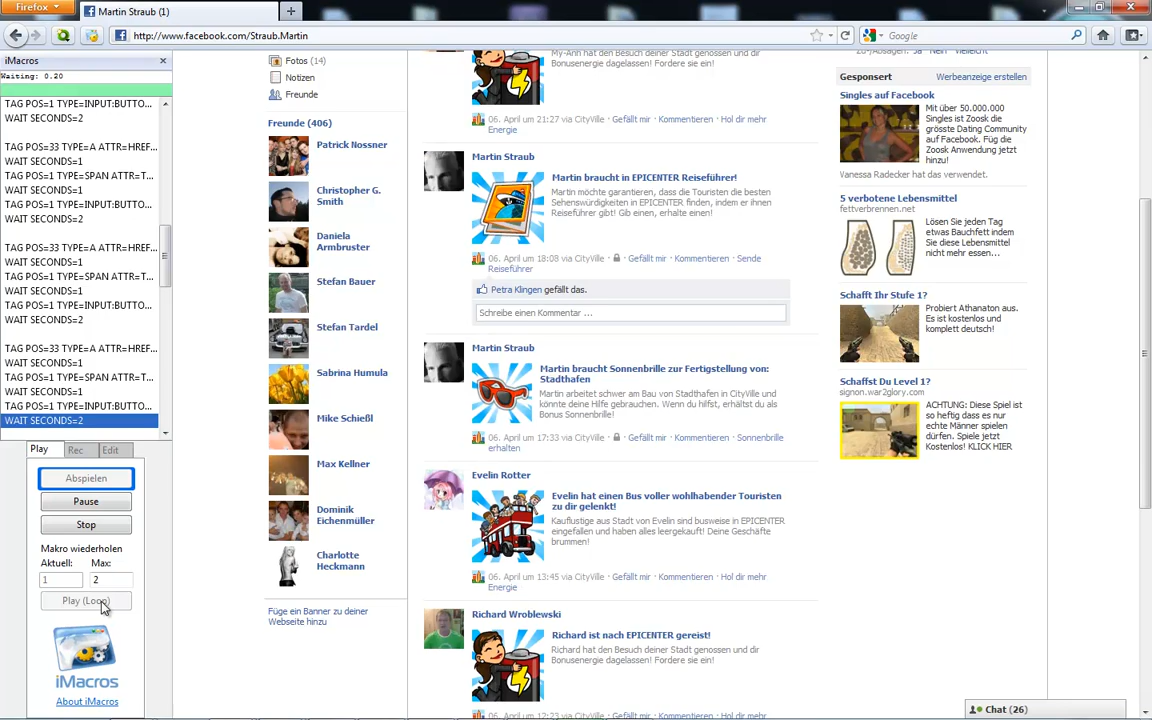 Firefox
Martin Straub (1)
http://www.facebook.com/Straub.Martin
Google
iMacros
Waiting: 0.20
TAG POS=1 TYPE=INPUT:BUTTO...
WAIT SECONDS=2
TAG POS=33 TYPE=A ATTR=HREF...
WAIT SECONDS=1
TAG POS=1 TYPE=SPAN ATTR=T...
WAIT SECONDS=1
TAG POS=1 TYPE=INPUT:BUTTO...
WAIT SECONDS=2
TAG POS=33 TYPE=A ATTR=HREF...
WAIT SECONDS=1
TAG POS=1 TYPE=SPAN ATTR=T...
WAIT SECONDS=1
TAG POS=1 TYPE=INPUT:BUTTO...
WAIT SECONDS=2
TAG POS=33 TYPE=A ATTR=HREF...
WAIT SECONDS=1
TAG POS=1 TYPE=SPAN ATTR=T...
WAIT SECONDS=1
TAG POS=1 TYPE=INPUT:BUTTO...
WAIT SECONDS=2
Play Rec Edit
Abspielen
Pause
Stop
Makro wiederholen
Aktuell: Max:
1 2
Play (Loop)
iMacros
About iMacros
Fotos (14)
Notizen
Freunde
Freunde (406)
Patrick Nossner
Christopher G.
Smith
Daniela
Armbruster
Stefan Bauer
Stefan Tardel
Sabrina Humula
Mike Schießl
Max Kellner
Dominik
Eichenmüller
Charlotte
Heckmann
Füge ein Banner zu deiner
Webseite hinzu
My-Anh hat den Besuch deiner Stadt genossen und dir
Bonusenergie dagelassen! Fordere sie ein!
06. April um 21:27 via CityVille · Gefällt mir · Kommentieren · Hol dir mehr
Energie
Martin Straub
Martin braucht in EPICENTER Reiseführer!
Martin möchte garantieren, dass die Touristen die besten
Sehenswürdigkeiten in EPICENTER finden, indem er ihnen
Reiseführer gibt! Gib einen, erhalte einen!
06. April um 18:08 via CityVille · Gefällt mir · Kommentieren · Sende
Reiseführer
Petra Klingen gefällt das.
Schreibe einen Kommentar ...
Martin Straub
Martin braucht Sonnenbrille zur Fertigstellung von:
Stadthafen
Martin arbeitet schwer am Bau von Stadthafen in CityVille und
könnte deine Hilfe gebrauchen. Wenn du hilfst, erhältst du als
Bonus Sonnenbrille!
06. April um 17:33 via CityVille · Gefällt mir · Kommentieren · Sonnenbrille
erhalten
Evelin Rotter
Evelin hat einen Bus voller wohlhabender Touristen
zu dir gelenkt!
Kauflustige aus Stadt von Evelin sind busweise in EPICENTER
eingefallen und haben alles leergekauft! Deine Geschäfte
brummen!
06. April um 13:45 via CityVille · Gefällt mir · Kommentieren · Hol dir mehr
Energie
Richard Wroblewski
Richard ist nach EPICENTER gereist!
Richard hat den Besuch deiner Stadt genossen und dir
Bonusenergie dagelassen! Fordere sie ein!
06. April um 12:23 via CityVille · Gefällt mir · Kommentieren · Hol dir mehr
Zu-/Absagen: Ja · Nein · Vielleicht
Gesponsert Werbeanzeige erstellen
Singles auf Facebook
Mit über 50.000.000
Singles ist Zoosk die
grösste Dating Community
auf Facebook. Füg die
Zoosk Anwendung jetzt
hinzu!
Vanessa Radecker hat das verwendet.
5 verbotene Lebensmittel
fettverbrennen.net
Lösen Sie jeden Tag
etwas Bauchfett indem
Sie diese Lebensmittel
nicht mehr essen...
Schafft Ihr Stufe 1?
Probiert Athanaton aus.
Es ist kostenlos und
komplett deutsch!
Schaffst Du Level 1?
signon.war2glory.com
ACHTUNG: Diese Spiel ist
so heftig dass es nur
echte Männer spielen
dürfen. Spiele jetzt
Kostenlos! KLICK HIER
Chat (26)